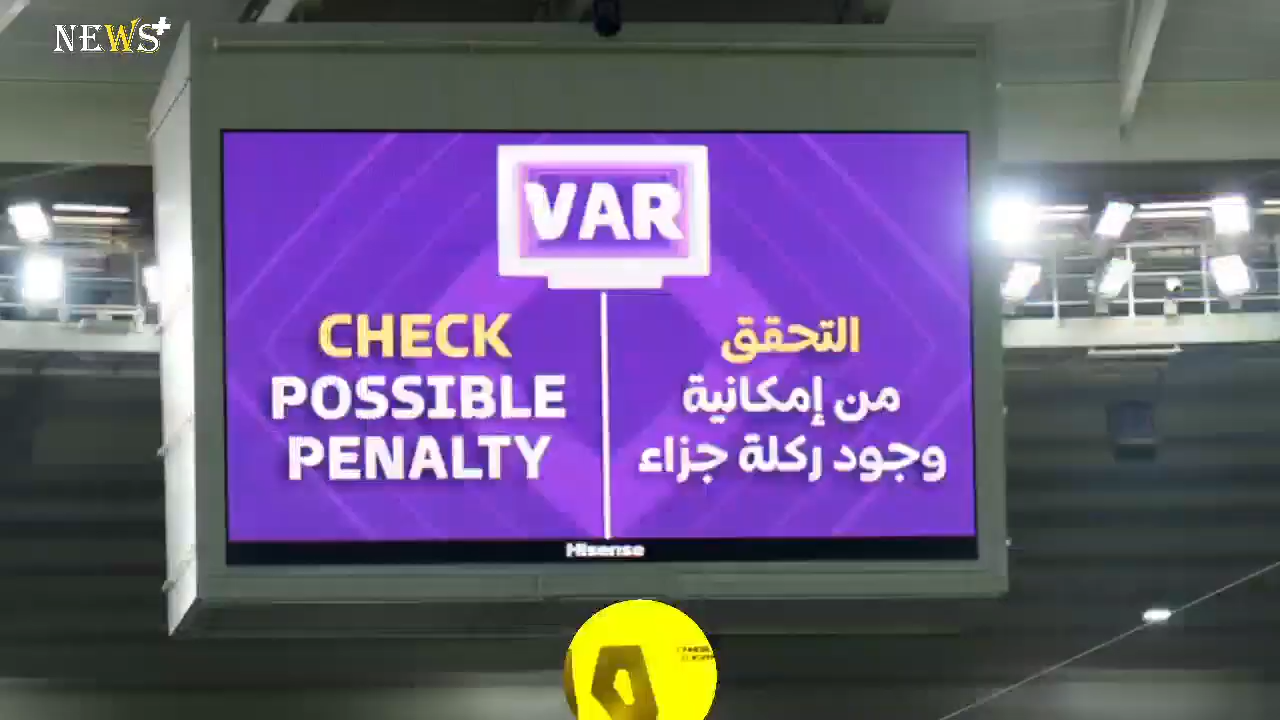 NEWS+
VAR
CHECK
POSSIBLE
PENALTY
التحقق
من إمكانية
وجود ركلة جزاء
Hisense